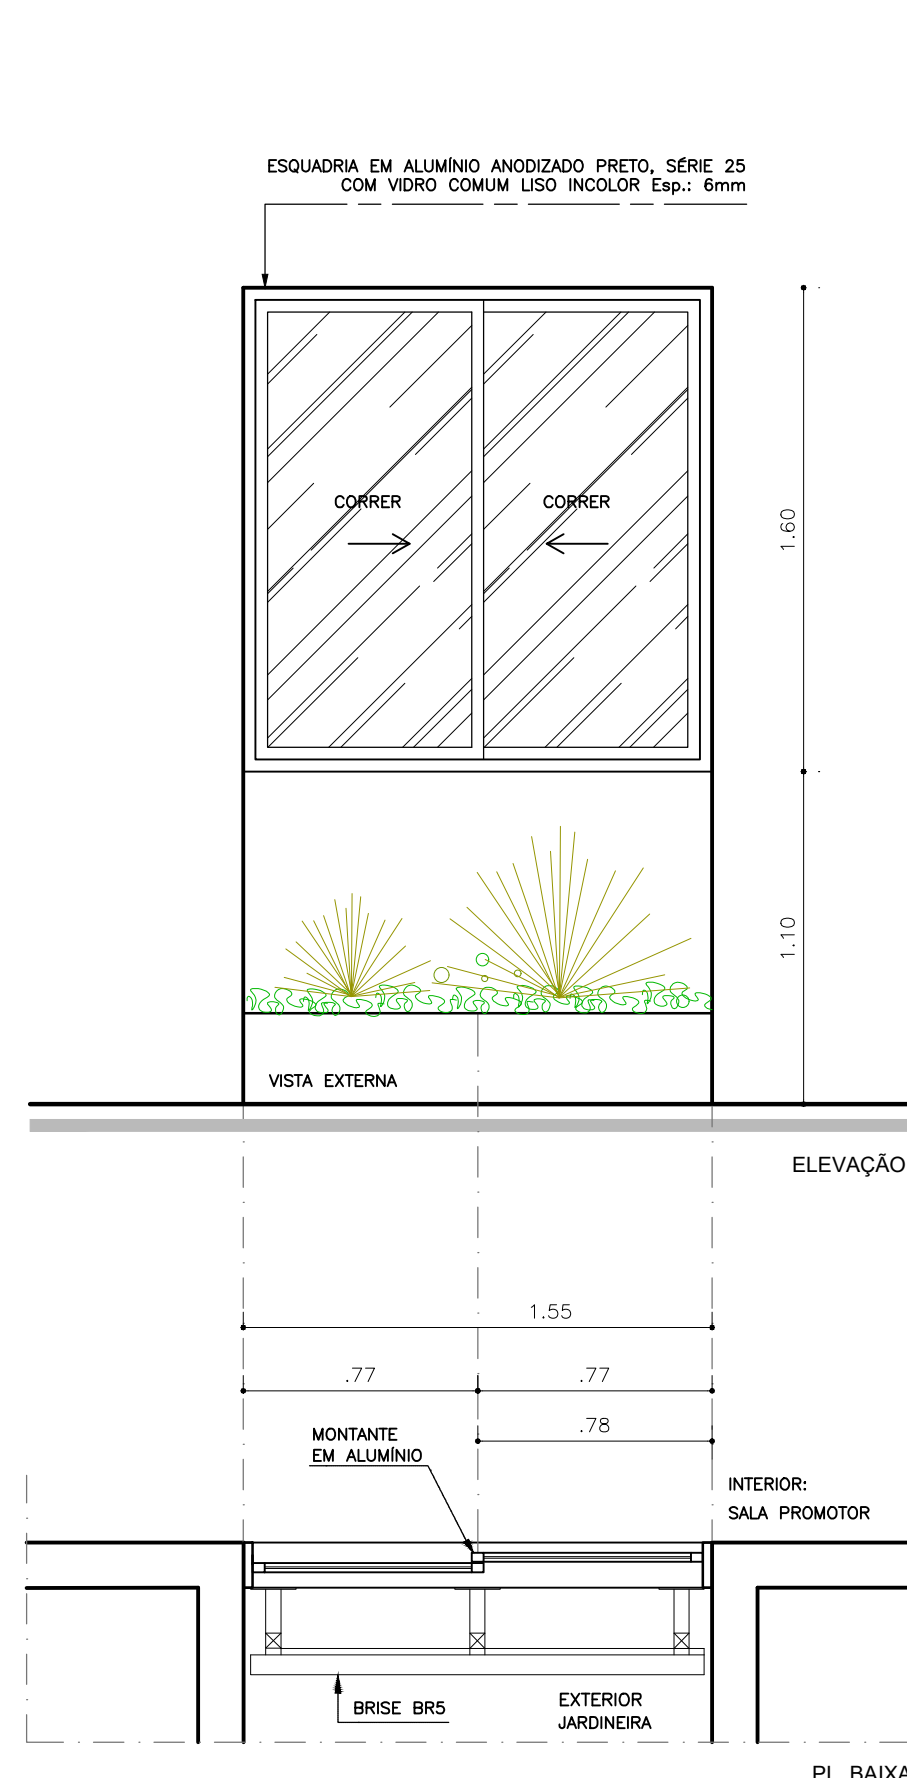 ESQUADRIA EM ALUMÍNIO ANODIZADO PRETO, SÉRIE 25
COM VIDRO COMUM LISO INCOLOR Esp.: 6mm
CORRER
CORRER
1.60
1.10
VISTA EXTERNA
ELEVAÇÃO
1.55
.77
.77
.78
MONTANTE
EM ALUMÍNIO
INTERIOR:
SALA PROMOTOR
BRISE BR5
EXTERIOR
JARDINEIRA
PL. BAIXA